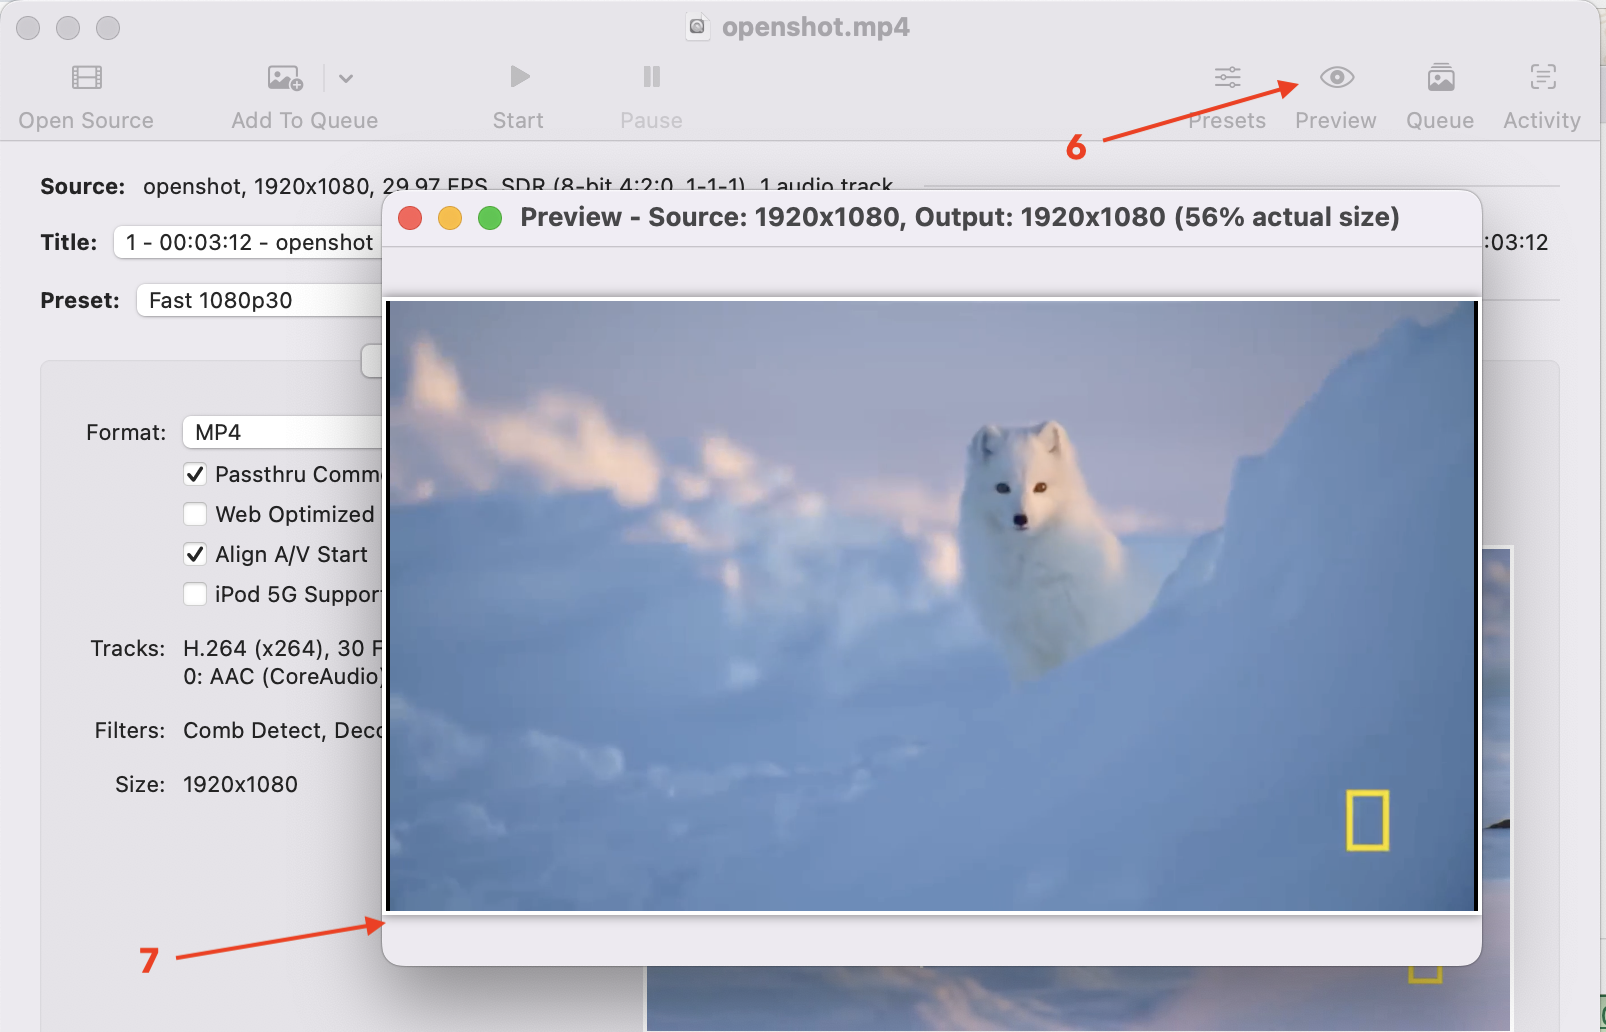 openshot.mp4
Open Source
Add To Queue
Start
Pause
Presets
Preview
Queue
Activity
6
Source: openshot, 1920x1080, 29.97 FPS, SDR (8-bit 4:2:0, 1-1-1), 1 audio track
Preview - Source: 1920x1080, Output: 1920x1080 (56% actual size)
Title: 1 - 00:03:12 - openshot
:03:12
Preset: Fast 1080p30
Format: MP4
Passthru Comm
Web Optimized
Align A/V Start
iPod 5G Suppor
Tracks: H.264 (x264), 30 F
0: AAC (CoreAudio)
Filters: Comb Detect, Deco
Size: 1920x1080
7